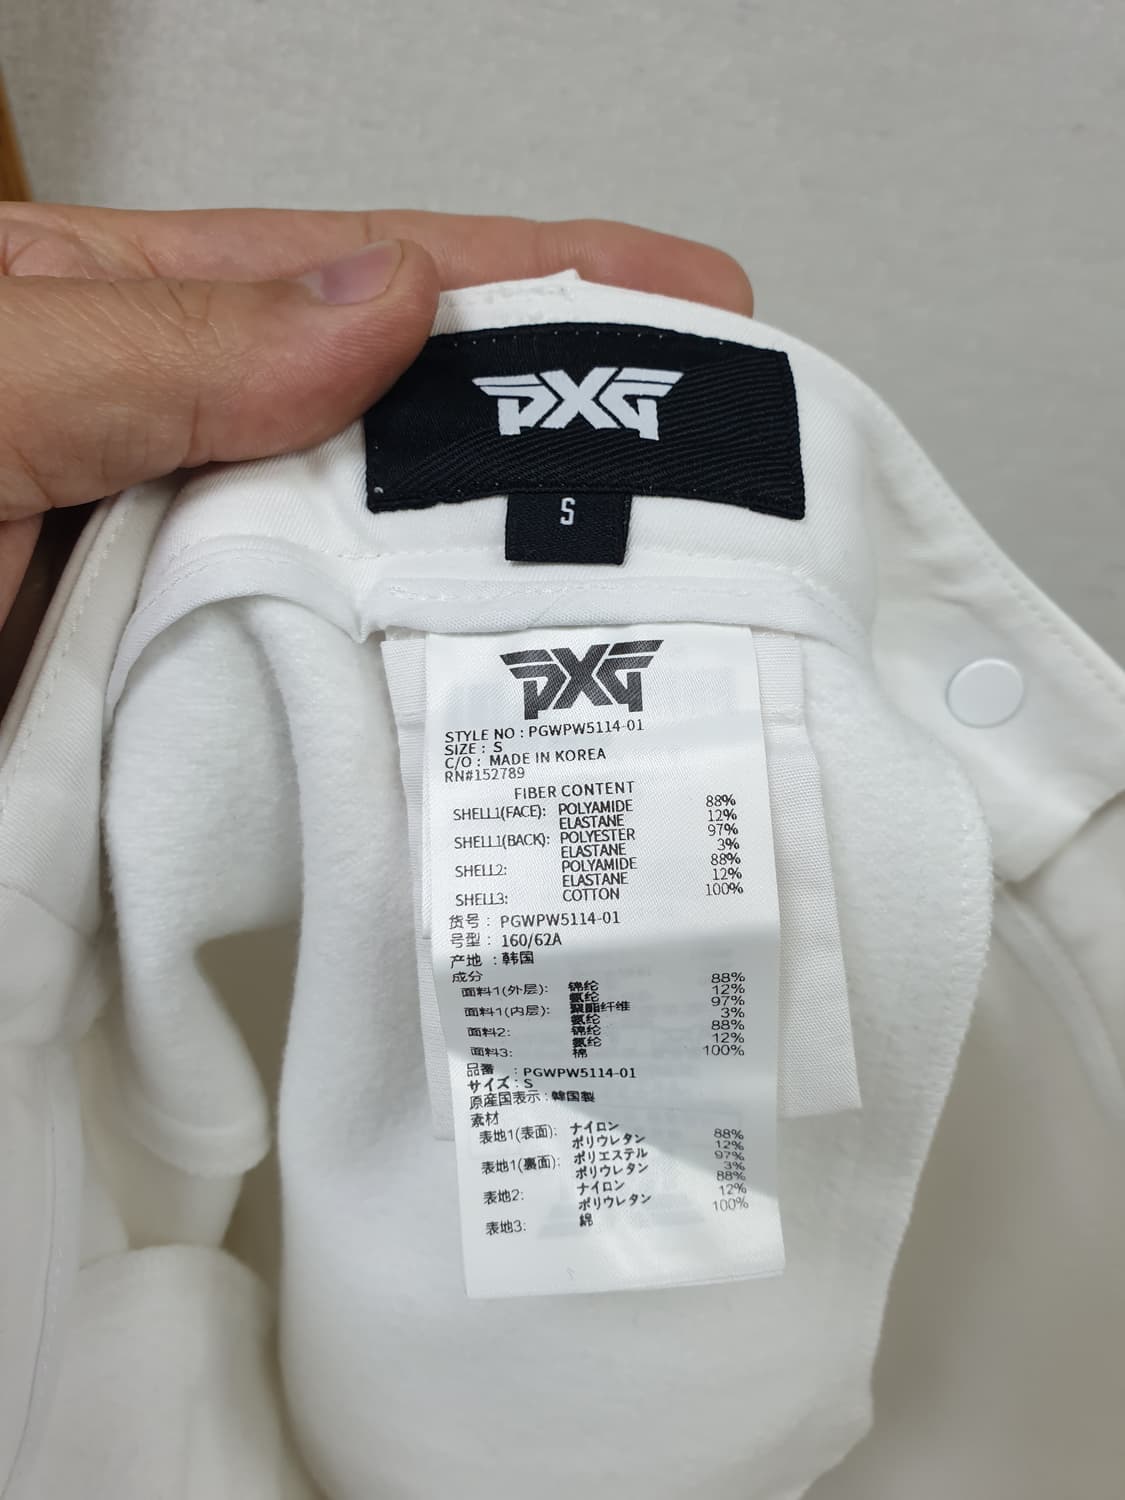 PXG
S
PXG
STYLE NO : PGWPW5114-01
SIZE : S
C/O : MADE IN KOREA
RN#152789
FIBER CONTENT
SHELL1(FACE): POLYAMIDE 88%
ELASTANE 12%
SHELL1(BACK): POLYESTER 97%
ELASTANE 3%
SHELL2: POLYAMIDE 88%
ELASTANE 12%
SHELL3: COTTON 100%
货号 : PGWPW5114-01
号型 : 160/62A
产地 : 韩国
成分
面料1(外层): 锦纶 88%
氨纶 12%
面料1(内层): 聚酯纤维 97%
氨纶 3%
面料2: 锦纶 88%
氨纶 12%
面料3: 棉 100%
品番 : PGWPW5114-01
サイズ : S
原産国表示 : 韓国製
素材
表地1(表面): ナイロン 88%
ポリウレタン 12%
表地1(裏面): ポリエステル 97%
ポリウレタン 3%
表地2: ナイロン 88%
ポリウレタン 12%
表地3: 綿 100%